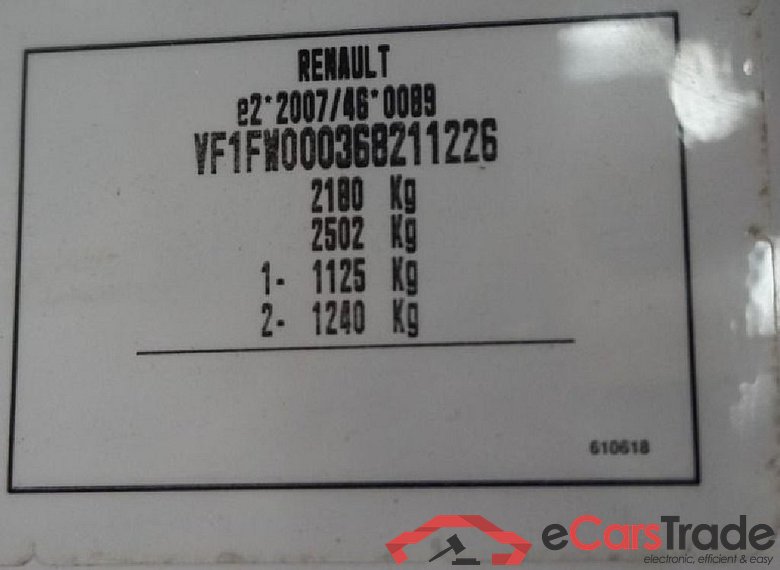 RENAULT
e2*2007/46*0089
VF1FW000368211226
2180 Kg
2502 Kg
1- 1125 Kg
2- 1240 Kg
610618
eCarsTrade
electronic, efficient & easy